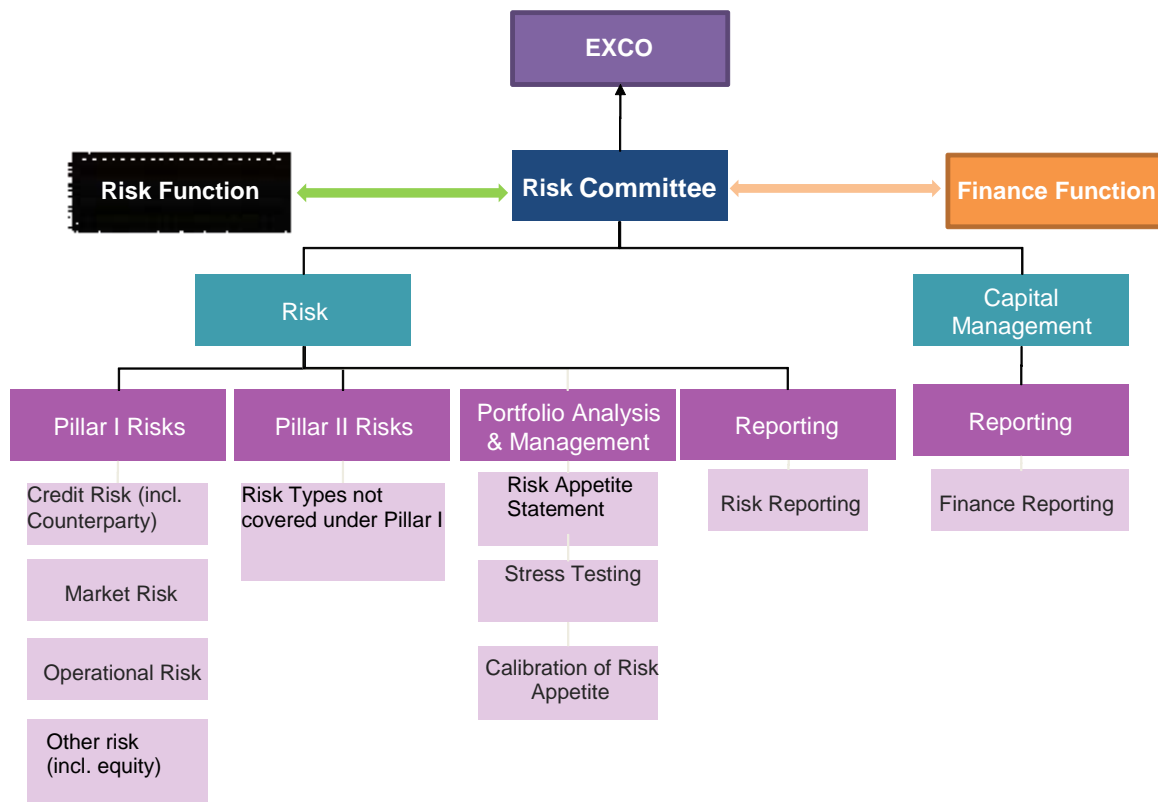 EXCO
Risk Function
Risk Committee
Finance Function
Risk
Capital
Management
Pillar I Risks
Pillar II Risks
Portfolio Analysis
& Management
Reporting
Reporting
Credit Risk (incl.
Counterparty)
Market Risk
Operational Risk
Other risk
(incl. equity)
Risk Types not
covered under Pillar I
Risk Appetite
Statement
Stress Testing
Calibration of Risk
Appetite
Risk Reporting
Finance Reporting